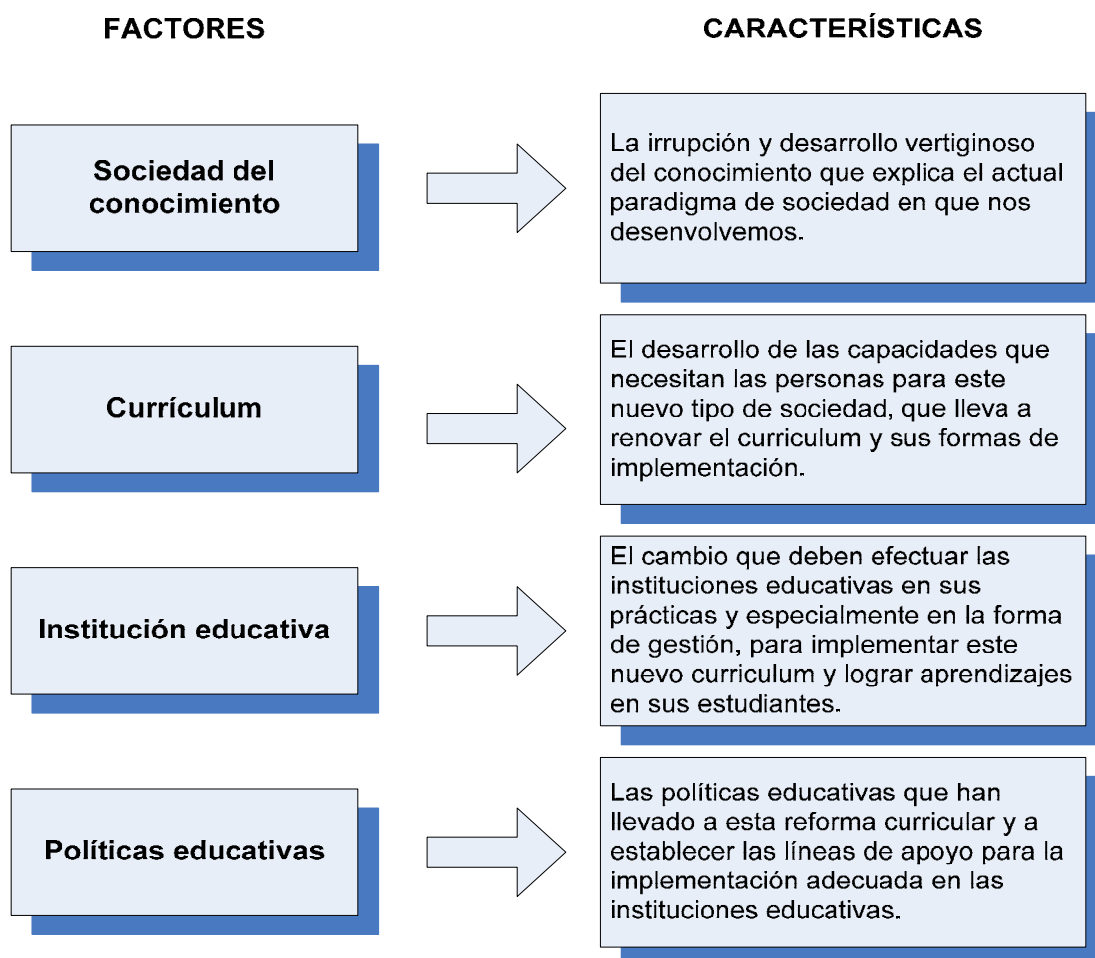 FACTORES
CARACTERÍSTICAS
Sociedad del
conocimiento
La irrupción y desarrollo vertiginoso
del conocimiento que explica el actual
paradigma de sociedad en que nos
desenvolvemos.
Currículum
El desarrollo de las capacidades que
necesitan las personas para este
nuevo tipo de sociedad, que lleva a
renovar el curriculum y sus formas de
implementación.
Institución educativa
El cambio que deben efectuar las
instituciones educativas en sus
prácticas y especialmente en la forma
de gestión, para implementar este
nuevo curriculum y lograr aprendizajes
en sus estudiantes.
Políticas educativas
Las políticas educativas que han
llevado a esta reforma curricular y a
establecer las líneas de apoyo para la
implementación adecuada en las
instituciones educativas.